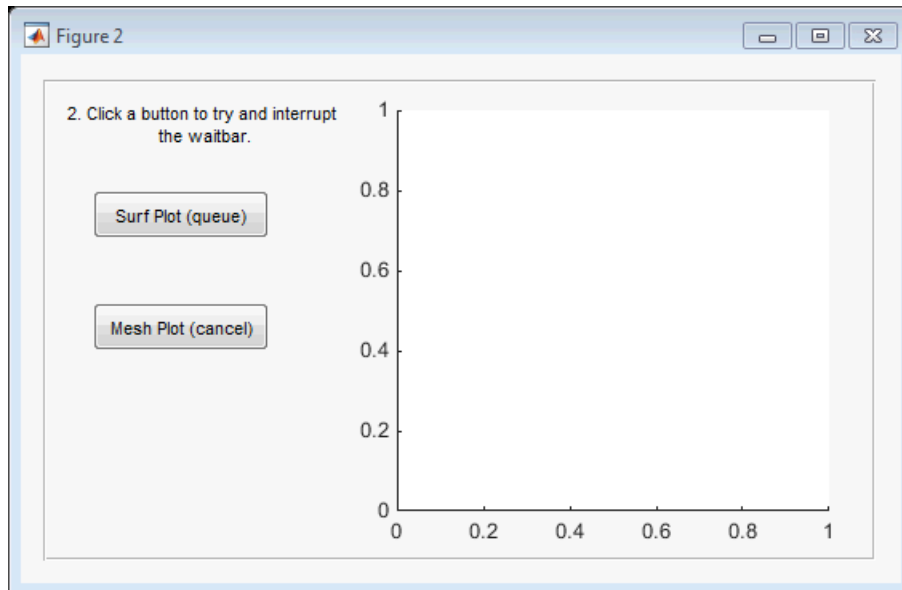 Figure 2
2. Click a button to try and interrupt
the waitbar.
Surf Plot (queue)
Mesh Plot (cancel)
1
0.8
0.6
0.4
0.2
0
0 0.2 0.4 0.6 0.8 1